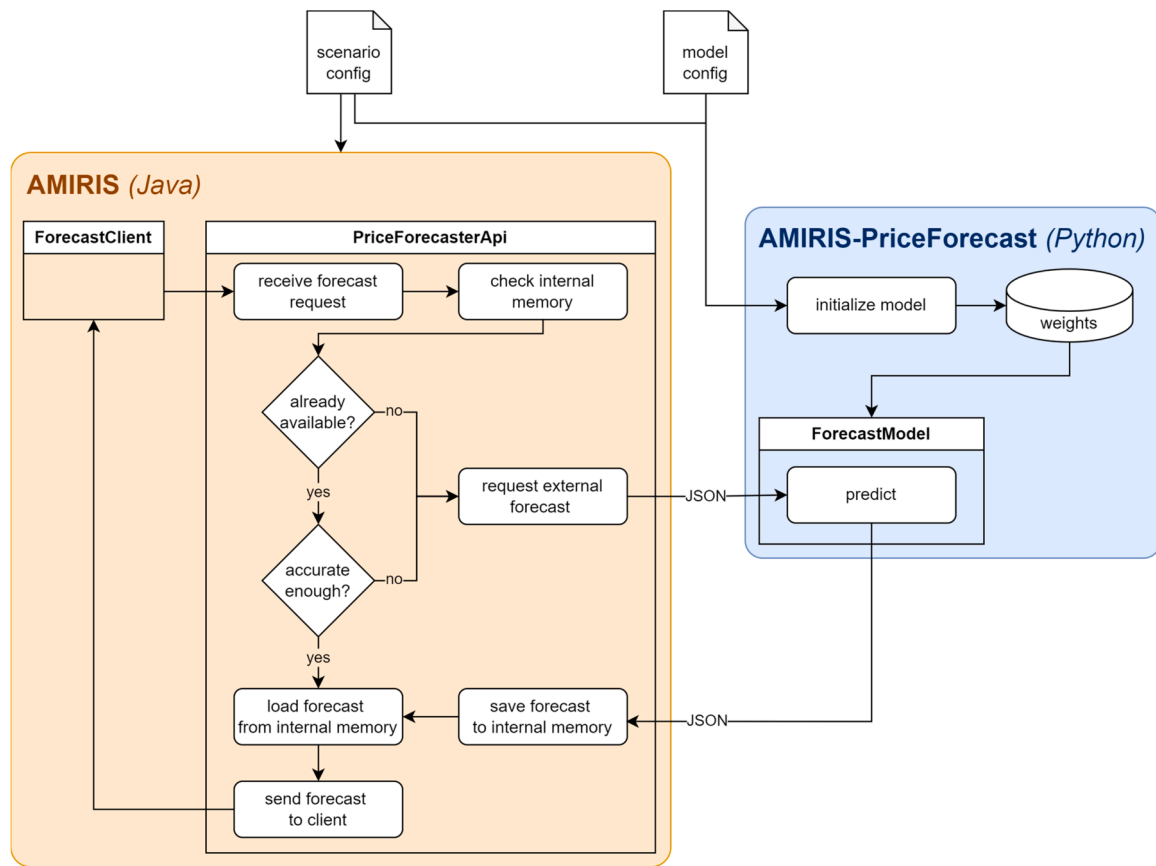 scenario
config
model
config
AMIRIS (Java)
ForecastClient
PriceForecasterApi
receive forecast
request
check internal
memory
already
available?
no
yes
request external
forecast
accurate
enough?
no
yes
load forecast
from internal memory
save forecast
to internal memory
send forecast
to client
JSON
JSON
AMIRIS-PriceForecast (Python)
initialize model
weights
ForecastModel
predict